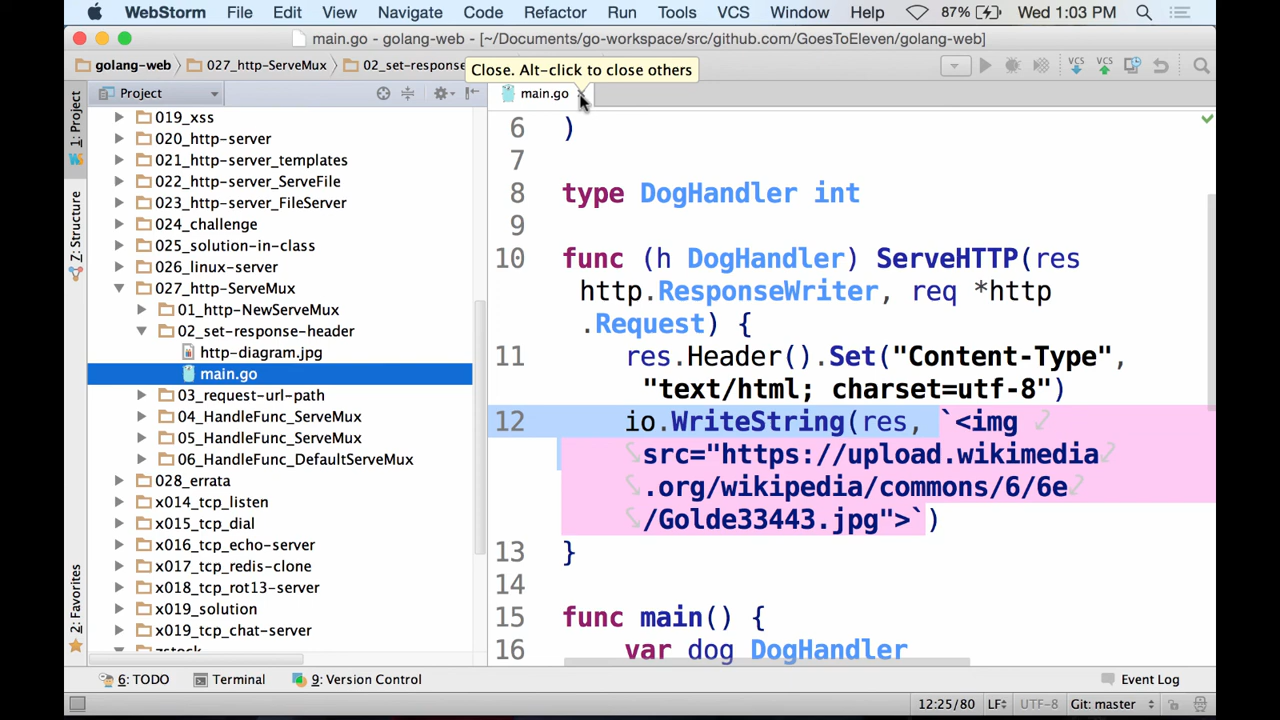 WebStorm File Edit View Navigate Code Refactor Run Tools VCS Window Help 87% Wed 1:03 PM
main.go - golang-web - [~/Documents/go-workspace/src/github.com/GoesToEleven/golang-web]
golang-web 027_http-ServeMux 02_set-response
Close. Alt-click to close others
Project
main.go
1: Project
Z: Structure
2: Favorites
019_xss
020_http-server
021_http-server_templates
022_http-server_ServeFile
023_http-server_FileServer
024_challenge
025_solution-in-class
026_linux-server
027_http-ServeMux
01_http-NewServeMux
02_set-response-header
http-diagram.jpg
main.go
03_request-url-path
04_HandleFunc_ServeMux
05_HandleFunc_ServeMux
06_HandleFunc_DefaultServeMux
028_errata
x014_tcp_listen
x015_tcp_dial
x016_tcp_echo-server
x017_tcp_redis-clone
x018_tcp_rot13-server
x019_solution
x019_tcp_chat-server
zstock
6 )
7
8 type DogHandler int
9
10 func (h DogHandler) ServeHTTP(res
http.ResponseWriter, req *http
.Request) {
11 res.Header().Set("Content-Type",
"text/html; charset=utf-8")
12 io.WriteString(res, `<img
src="https://upload.wikimedia
.org/wikipedia/commons/6/6e
/Golde33443.jpg">`)
13 }
14
15 func main() {
16 var dog DogHandler
6: TODO Terminal 9: Version Control Event Log
12:25/80 LF UTF-8 Git: master